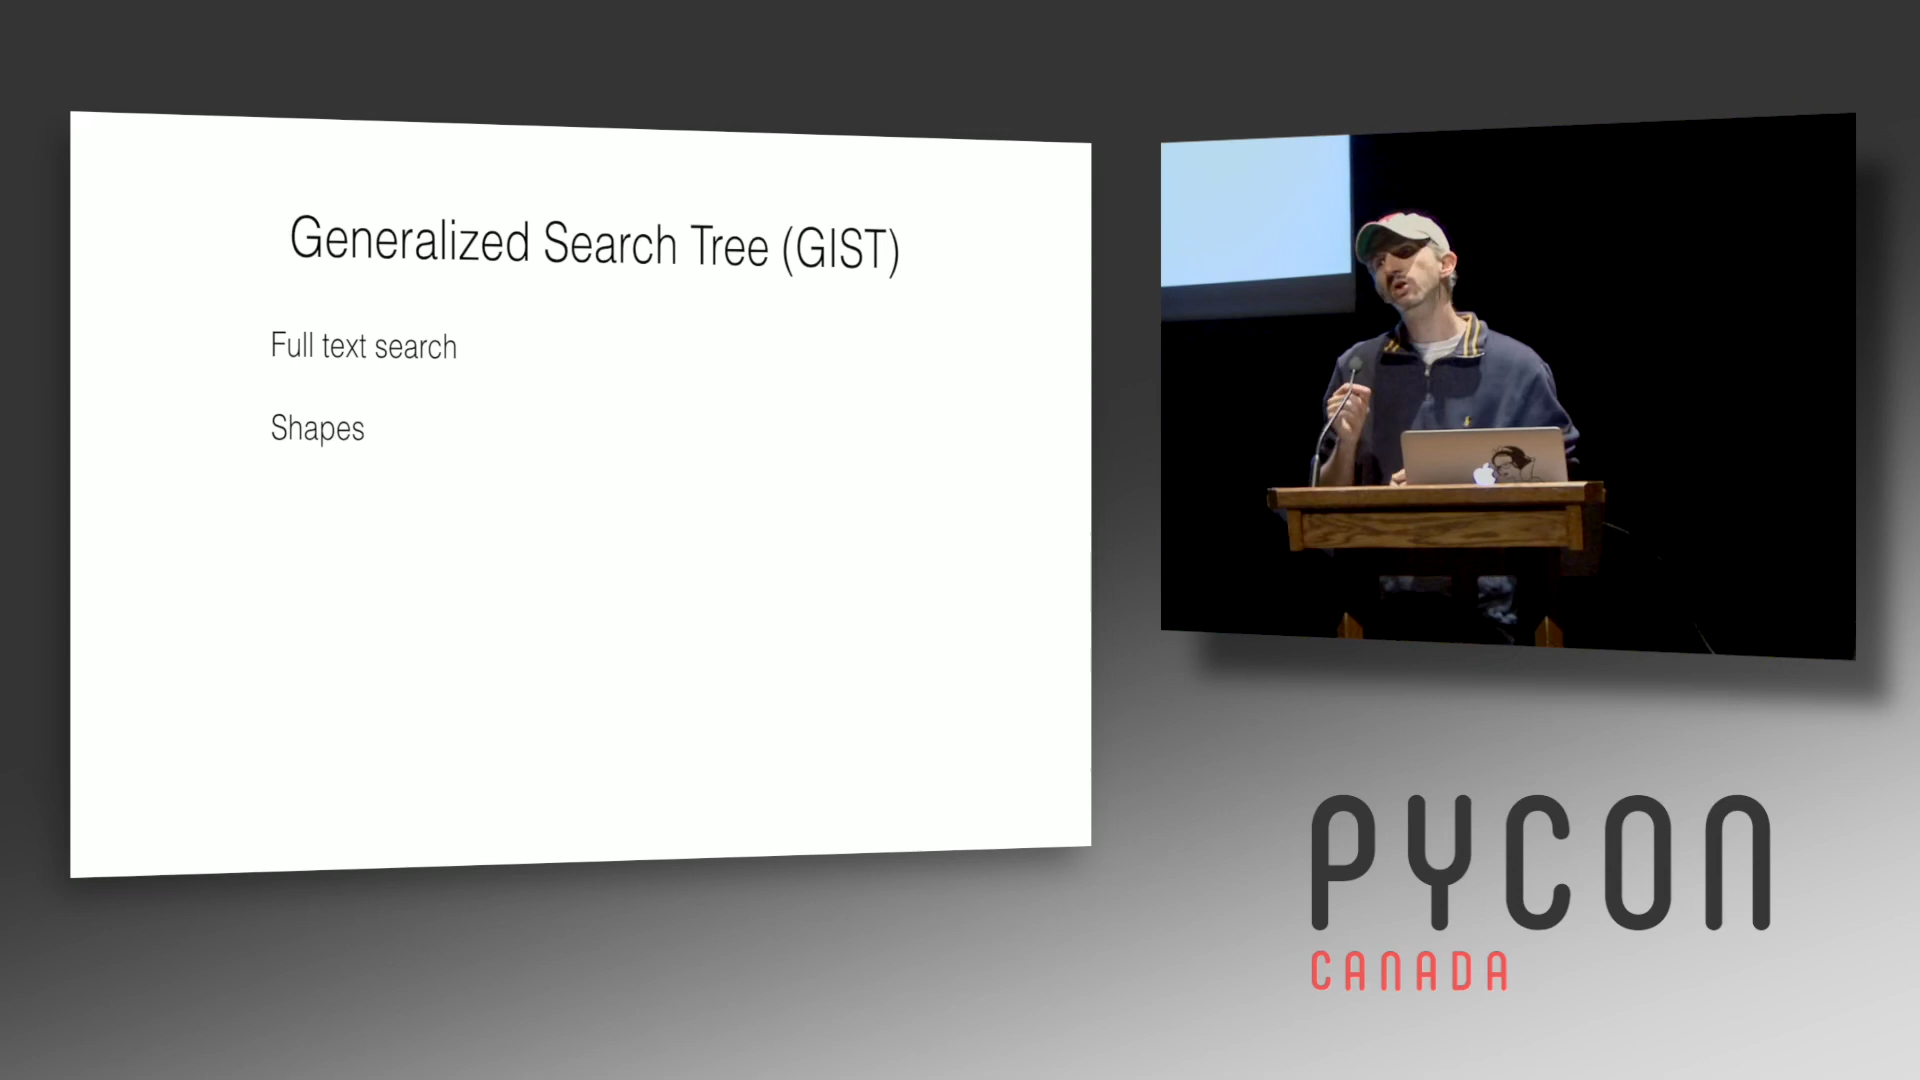 Generalized Search Tree (GIST)
Full text search
Shapes
PYCON
CANADA